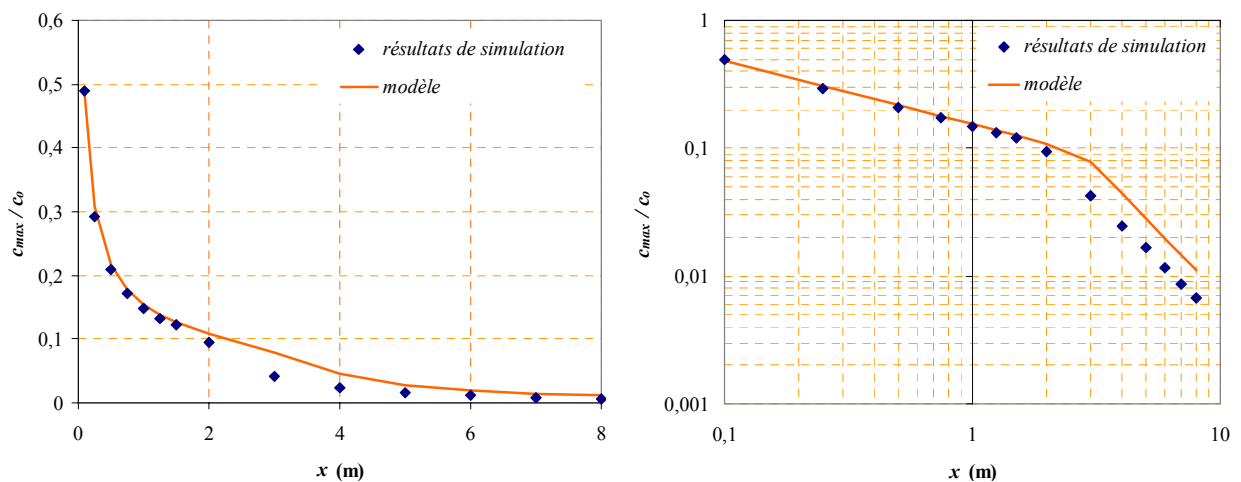 0,6
0,5
0,4
0,3
0,2
0,1
0
0
2
4
6
8
c_max / c_o
x (m)
résultats de simulation
modèle
1
0,1
0,01
0,001
0,1
1
10
c_max / c_o
x (m)
résultats de simulation
modèle